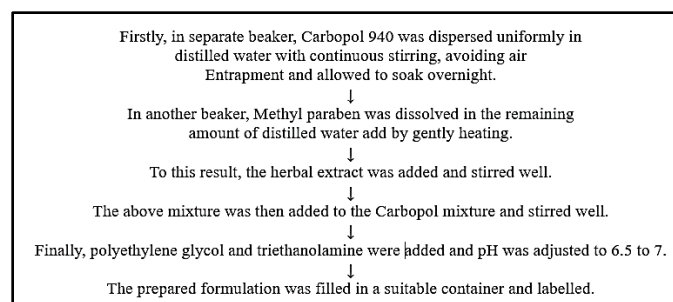 Firstly, in separate beaker, Carbopol 940 was dispersed uniformly in
distilled water with continuous stirring, avoiding air
Entrapment and allowed to soak overnight.
↓
In another beaker, Methyl paraben was dissolved in the remaining
amount of distilled water add by gently heating.
↓
To this result, the herbal extract was added and stirred well.
↓
The above mixture was then added to the Carbopol mixture and stirred well.
↓
Finally, polyethylene glycol and triethanolamine were added and pH was adjusted to 6.5 to 7.
↓
The prepared formulation was filled in a suitable container and labelled.